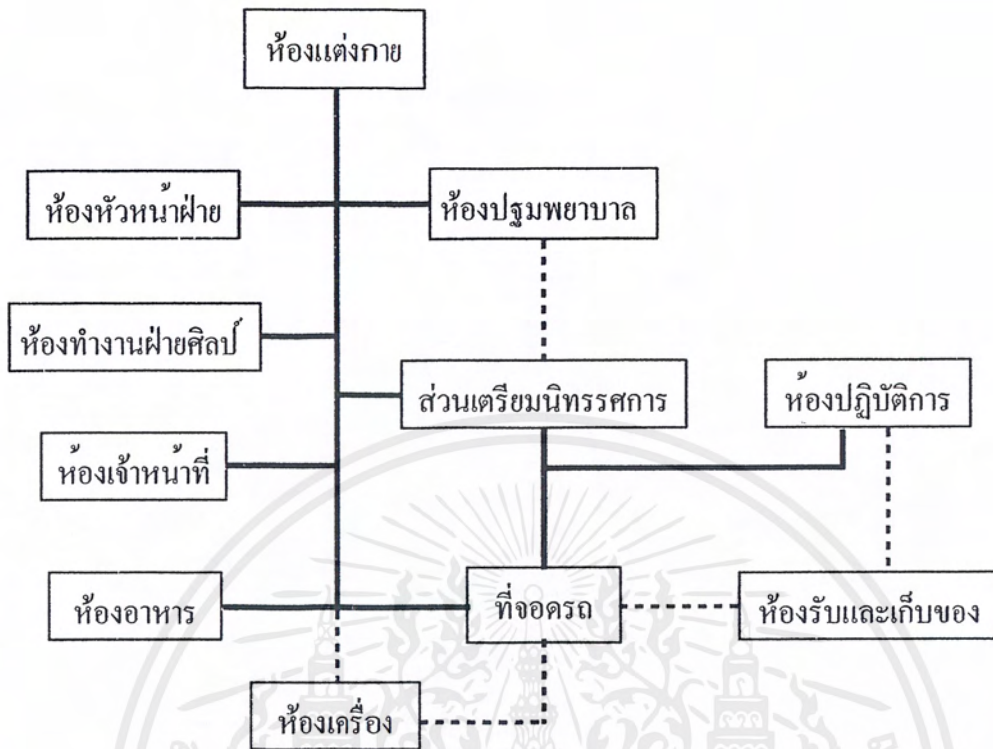 ห้องแต่งกาย
ห้องหัวหน้าฝ่าย
ห้องปฐมพยาบาล
ห้องทำงานฝ่ายศิลป์
ส่วนเตรียมนิทรรศการ
ห้องปฏิบัติการ
ห้องเจ้าหน้าที่
ห้องอาหาร
ที่จอดรถ
ห้องรับและเก็บของ
ห้องเครื่อง